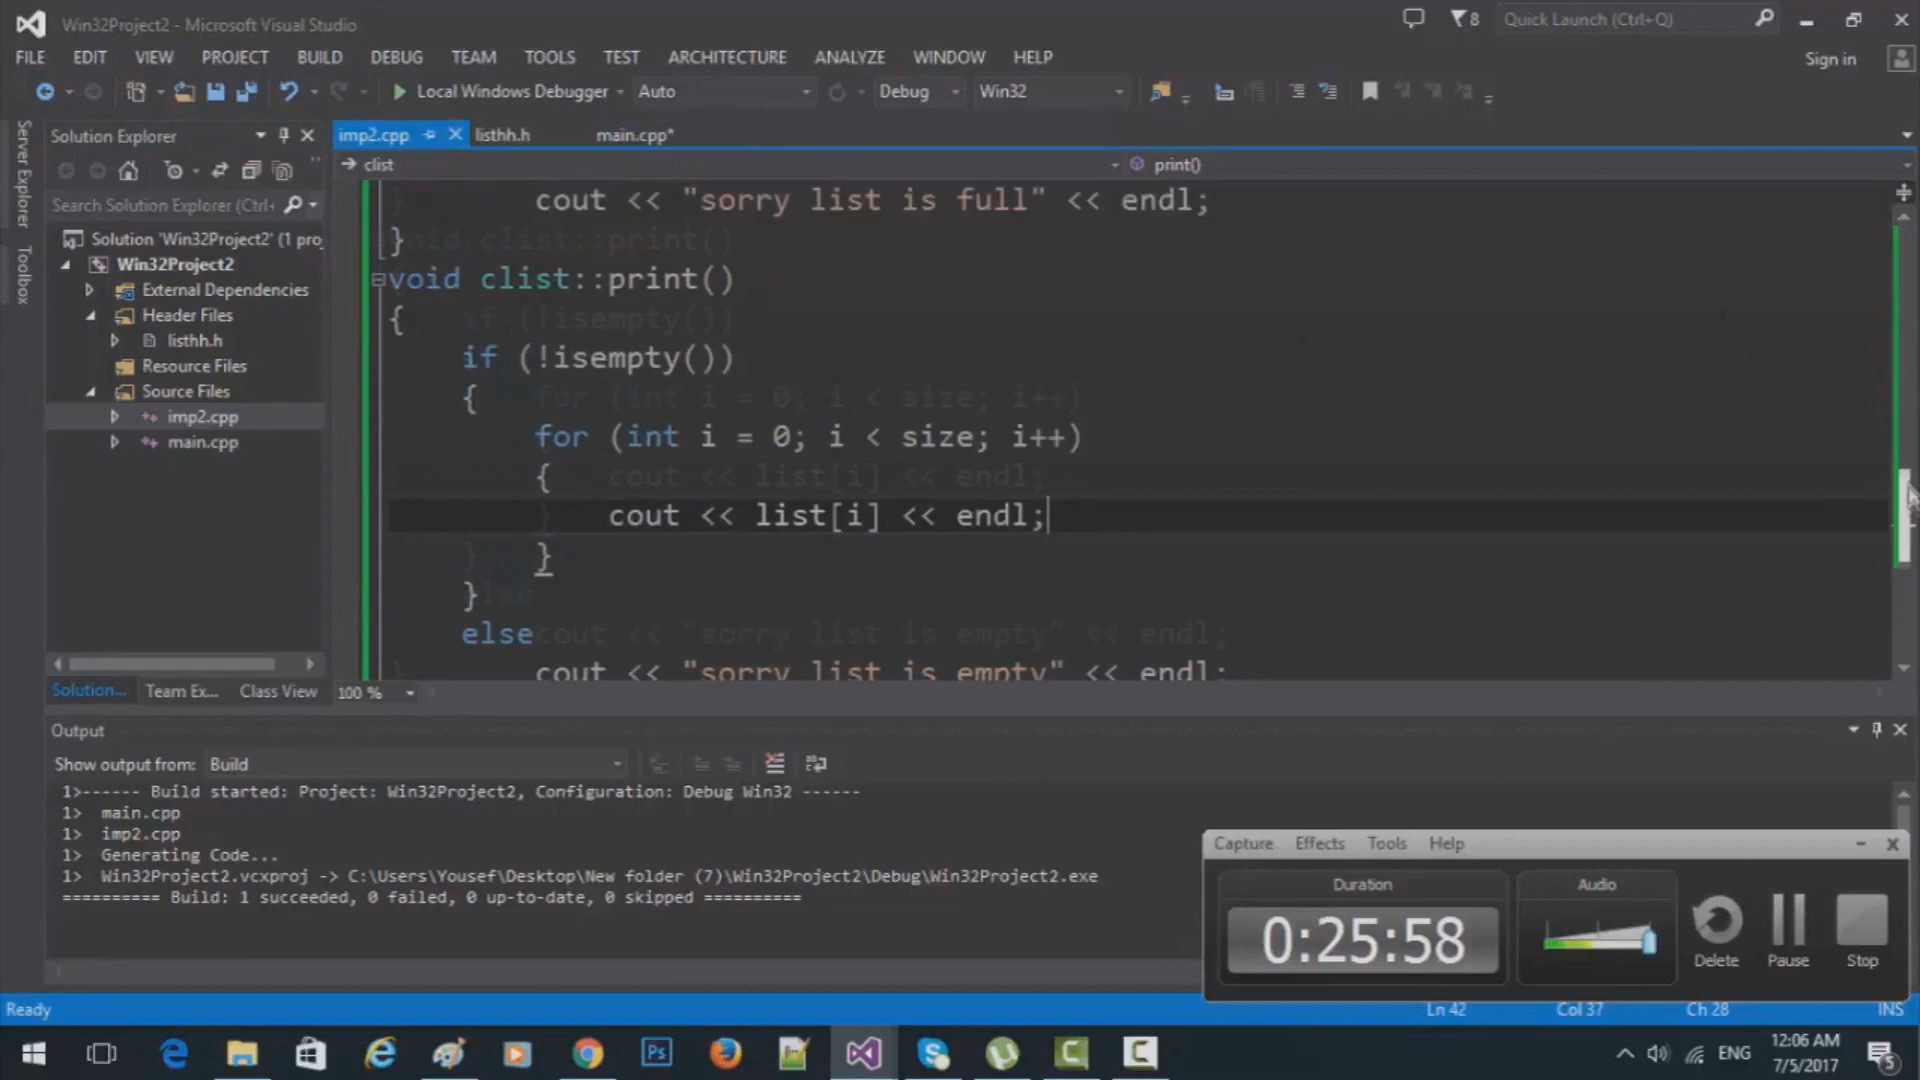 Win32Project2 - Microsoft Visual Studio
8
Quick Launch (Ctrl+Q)
FILE EDIT VIEW PROJECT BUILD DEBUG TEAM TOOLS TEST ARCHITECTURE ANALYZE WINDOW HELP
Sign in
Local Windows Debugger Auto Debug Win32
Server Explorer
Toolbox
Solution Explorer
Search Solution Explorer (Ctrl+
Solution 'Win32Project2' (1 proj
Win32Project2
External Dependencies
Header Files
listhh.h
Resource Files
Source Files
imp2.cpp
main.cpp
Solution... Team Ex... Class View
imp2.cpp listhh.h main.cpp*
clist print()
cout << "sorry list is full" << endl;
}
void clist::print()
{
if (!isempty())
{
for (int i = 0; i < size; i++)
{
cout << list[i] << endl;
}
}
else
cout << "sorry list is empty" << endl;
100 %
Output
Show output from: Build
1>------ Build started: Project: Win32Project2, Configuration: Debug Win32 ------
1> main.cpp
1> imp2.cpp
1> Generating Code...
1> Win32Project2.vcxproj -> C:\Users\Yousef\Desktop\New folder (7)\Win32Project2\Debug\Win32Project2.exe
========== Build: 1 succeeded, 0 failed, 0 up-to-date, 0 skipped ==========
Capture Effects Tools Help
Duration
0:25:58
Audio
Delete
Pause
Stop
Ready
Ln 42 Col 37 Ch 28 INS
Ps
ENG
12:06 AM
7/5/2017
5